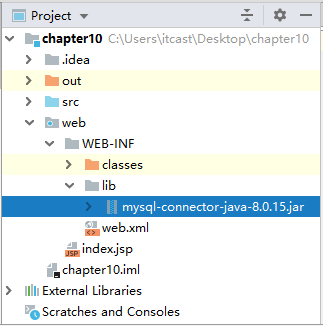 Project
chapter10 C:\Users\itcast\Desktop\chapter10
.idea
out
src
web
WEB-INF
classes
lib
mysql-connector-java-8.0.15.jar
web.xml
JSP index.jsp
chapter10.iml
External Libraries
Scratches and Consoles